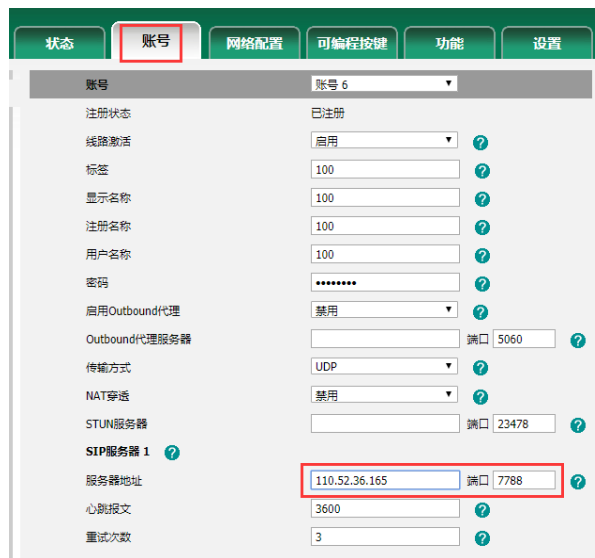 状态 账号 网络配置 可编程按键 功能 设置
账号 账号 6
注册状态 已注册
线路激活 启用
标签 100
显示名称 100
注册名称 100
用户名称 100
密码 ••••••••
启用Outbound代理 禁用
Outbound代理服务器 端口 5060
传输方式 UDP
NAT穿透 禁用
STUN服务器 端口 23478
SIP服务器 1
服务器地址 110.52.36.165 端口 7788
心跳报文 3600
重试次数 3